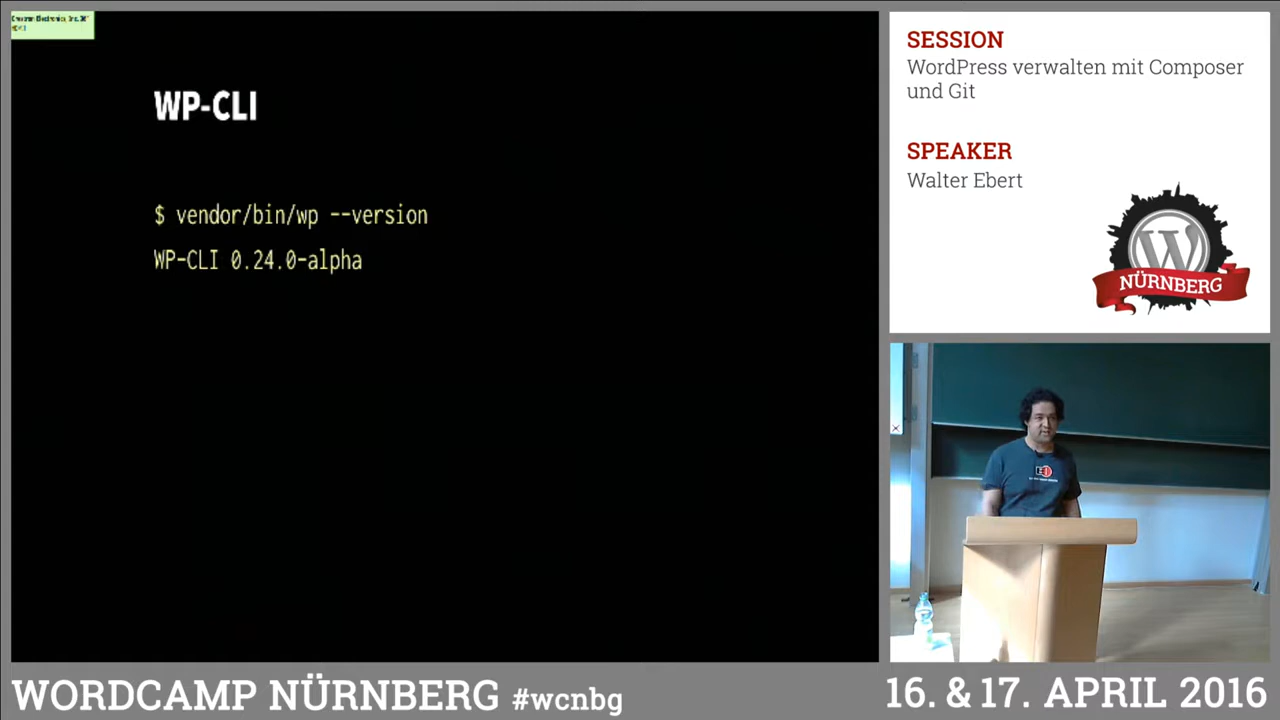 WP-CLI
$ vendor/bin/wp --version
WP-CLI 0.24.0-alpha
SESSION
WordPress verwalten mit Composer
und Git
SPEAKER
Walter Ebert
W
NÜRNBERG
WORDCAMP NÜRNBERG #wcnbg
16. & 17. APRIL 2016